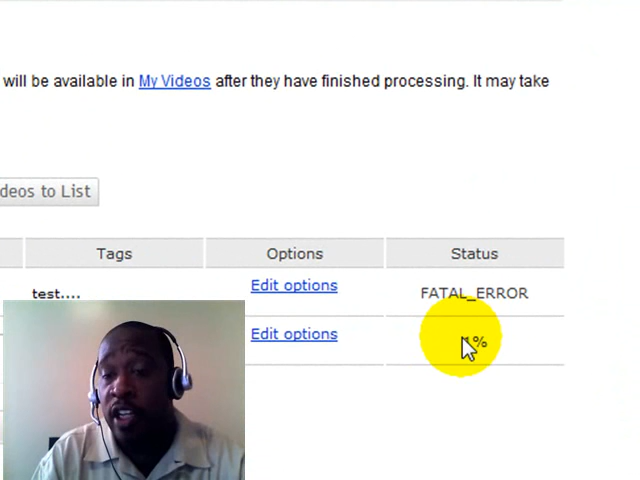 will be available in My Videos after they have finished processing. It may take
deos to List
Tags Options Status
test.... Edit options FATAL_ERROR
Edit options %